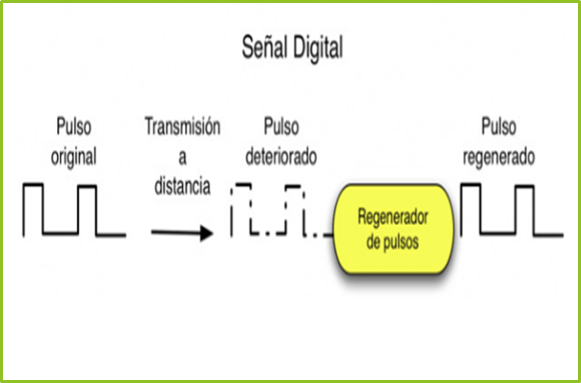 Señal Digital
Pulso
original
Transmisión
a
distancia
Pulso
deteriorado
Regenerador
de pulsos
Pulso
regenerado